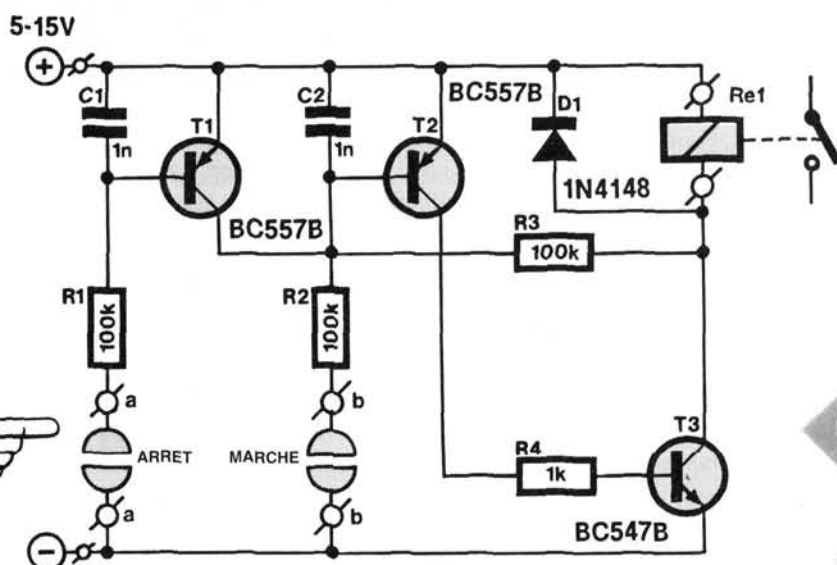 5-15V
+
C1
1n
T1
BC557B
C2
1n
T2
BC557B
D1
1N4148
Re1
R3
100k
R1
100k
R2
100k
a
b
ARRET
MARCHE
a
b
R4
1k
T3
BC547B
−